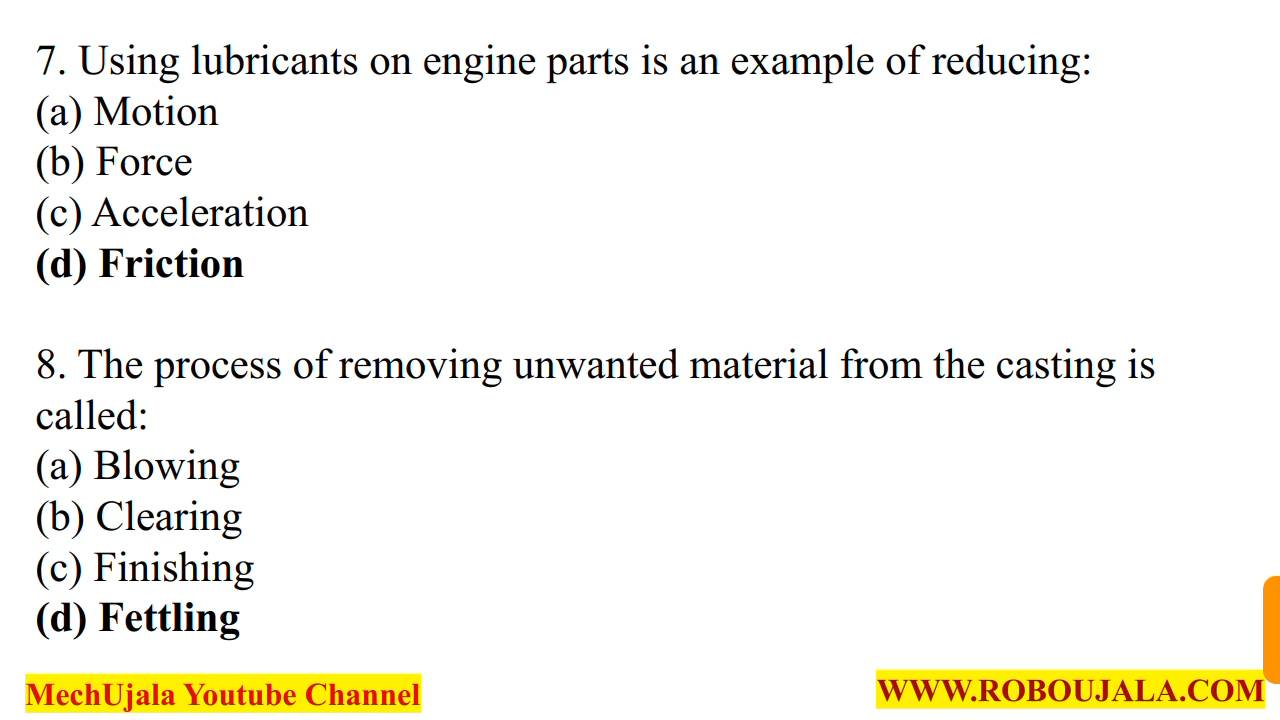 7. Using lubricants on engine parts is an example of reducing:
(a) Motion
(b) Force
(c) Acceleration
(d) Friction
8. The process of removing unwanted material from the casting is
called:
(a) Blowing
(b) Clearing
(c) Finishing
(d) Fettling
MechUjala Youtube Channel
WWW.ROBOUJALA.COM